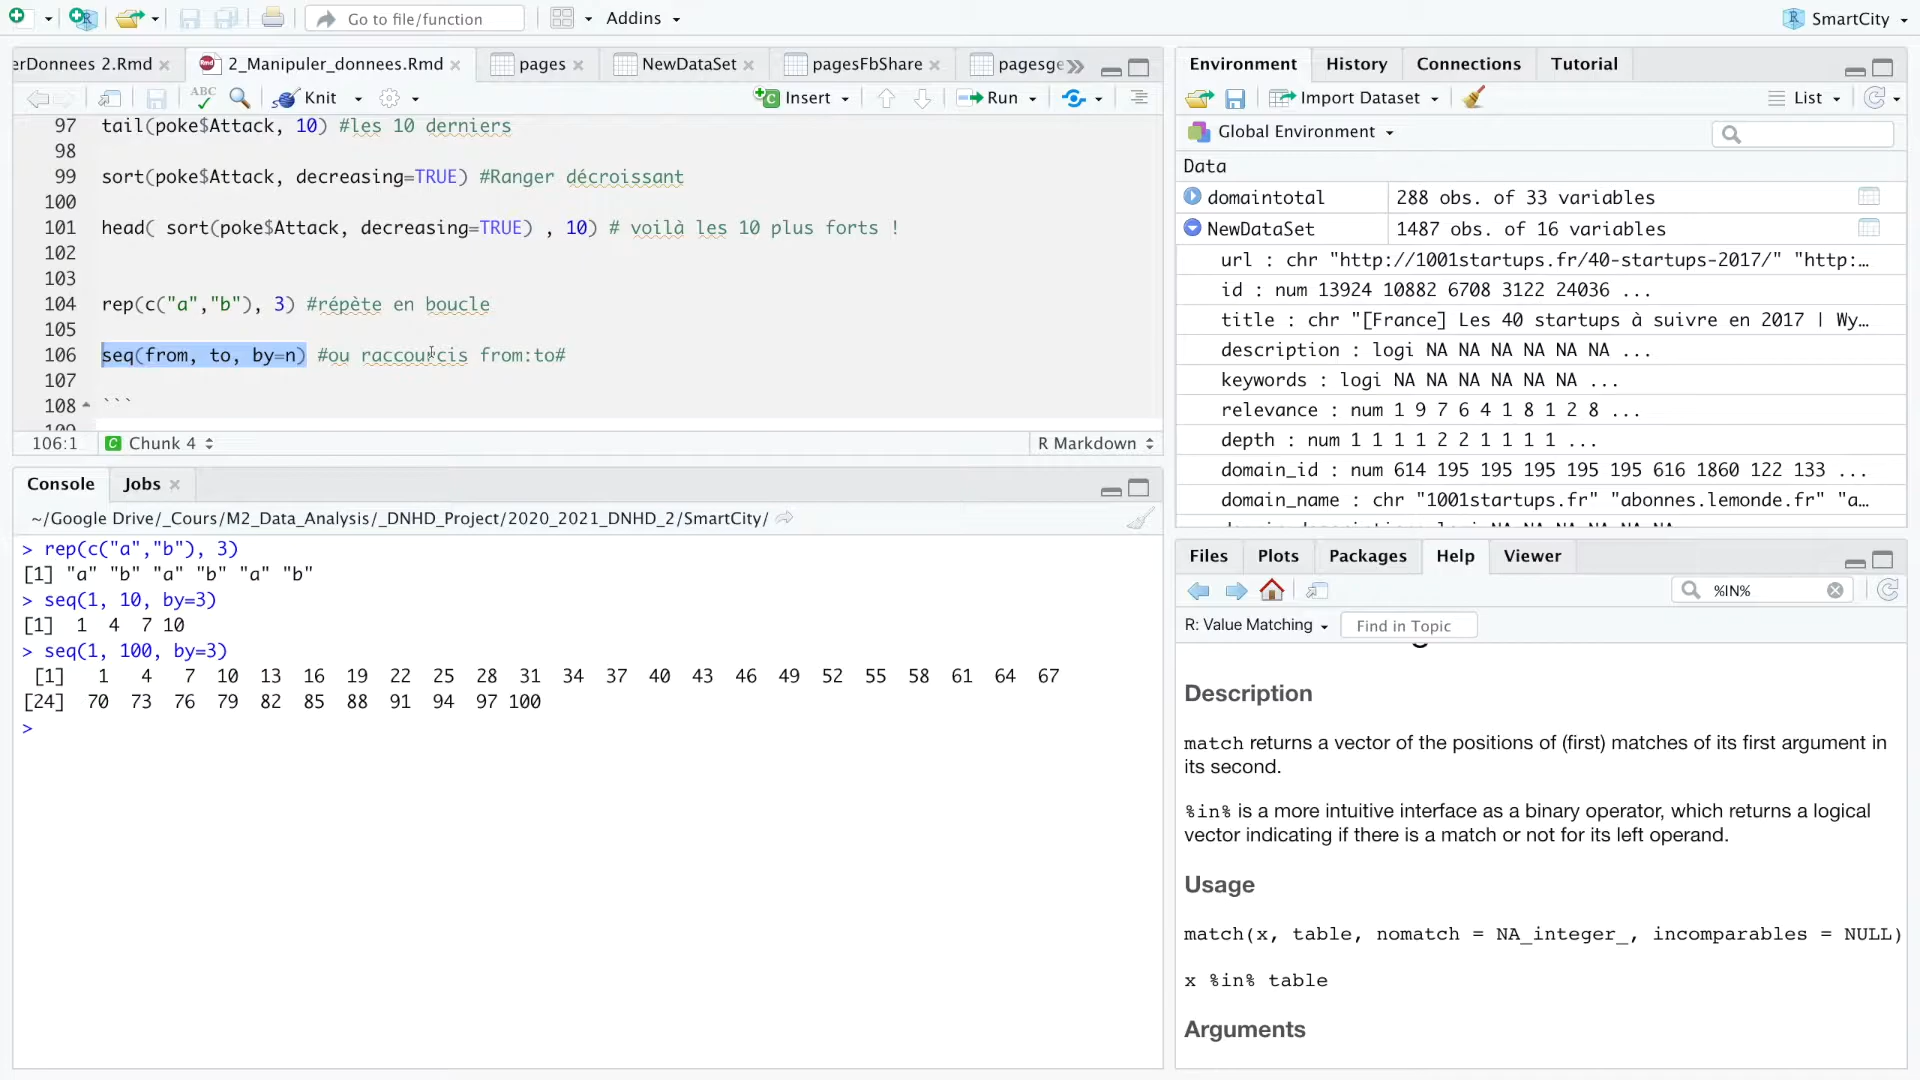 Go to file/function
Addins
SmartCity
erDonnees 2.Rmd
2_Manipuler_donnees.Rmd
pages
NewDataSet
pagesFbShare
pagesge
ABC
Knit
Insert
Run
97 tail(poke$Attack, 10) #les 10 derniers
98
99 sort(poke$Attack, decreasing=TRUE) #Ranger décroissant
100
101 head( sort(poke$Attack, decreasing=TRUE) , 10) # voilà les 10 plus forts !
102
103
104 rep(c("a","b"), 3) #répète en boucle
105
106 seq(from, to, by=n) #ou raccourcis from:to#
107
108 ```
106:1
Chunk 4
R Markdown
Console
Jobs
~/Google Drive/_Cours/M2_Data_Analysis/_DNHD_Project/2020_2021_DNHD_2/SmartCity/
> rep(c("a","b"), 3)
[1] "a" "b" "a" "b" "a" "b"
> seq(1, 10, by=3)
[1] 1 4 7 10
> seq(1, 100, by=3)
[1] 1 4 7 10 13 16 19 22 25 28 31 34 37 40 43 46 49 52 55 58 61 64 67
[24] 70 73 76 79 82 85 88 91 94 97 100
>
Environment
History
Connections
Tutorial
Import Dataset
List
Global Environment
Data
domaintotal 288 obs. of 33 variables
NewDataSet 1487 obs. of 16 variables
url : chr "http://1001startups.fr/40-startups-2017/" "http:…
id : num 13924 10882 6708 3122 24036 ...
title : chr "[France] Les 40 startups à suivre en 2017 | Wy…
description : logi NA NA NA NA NA NA ...
keywords : logi NA NA NA NA NA NA ...
relevance : num 1 9 7 6 4 1 8 1 2 8 ...
depth : num 1 1 1 1 2 2 1 1 1 1 ...
domain_id : num 614 195 195 195 195 195 616 1860 122 133 ...
domain_name : chr "1001startups.fr" "abonnes.lemonde.fr" "a…
Files
Plots
Packages
Help
Viewer
%IN%
R: Value Matching
Find in Topic
Description
match returns a vector of the positions of (first) matches of its first argument in
its second.
%in% is a more intuitive interface as a binary operator, which returns a logical
vector indicating if there is a match or not for its left operand.
Usage
match(x, table, nomatch = NA_integer_, incomparables = NULL)
x %in% table
Arguments